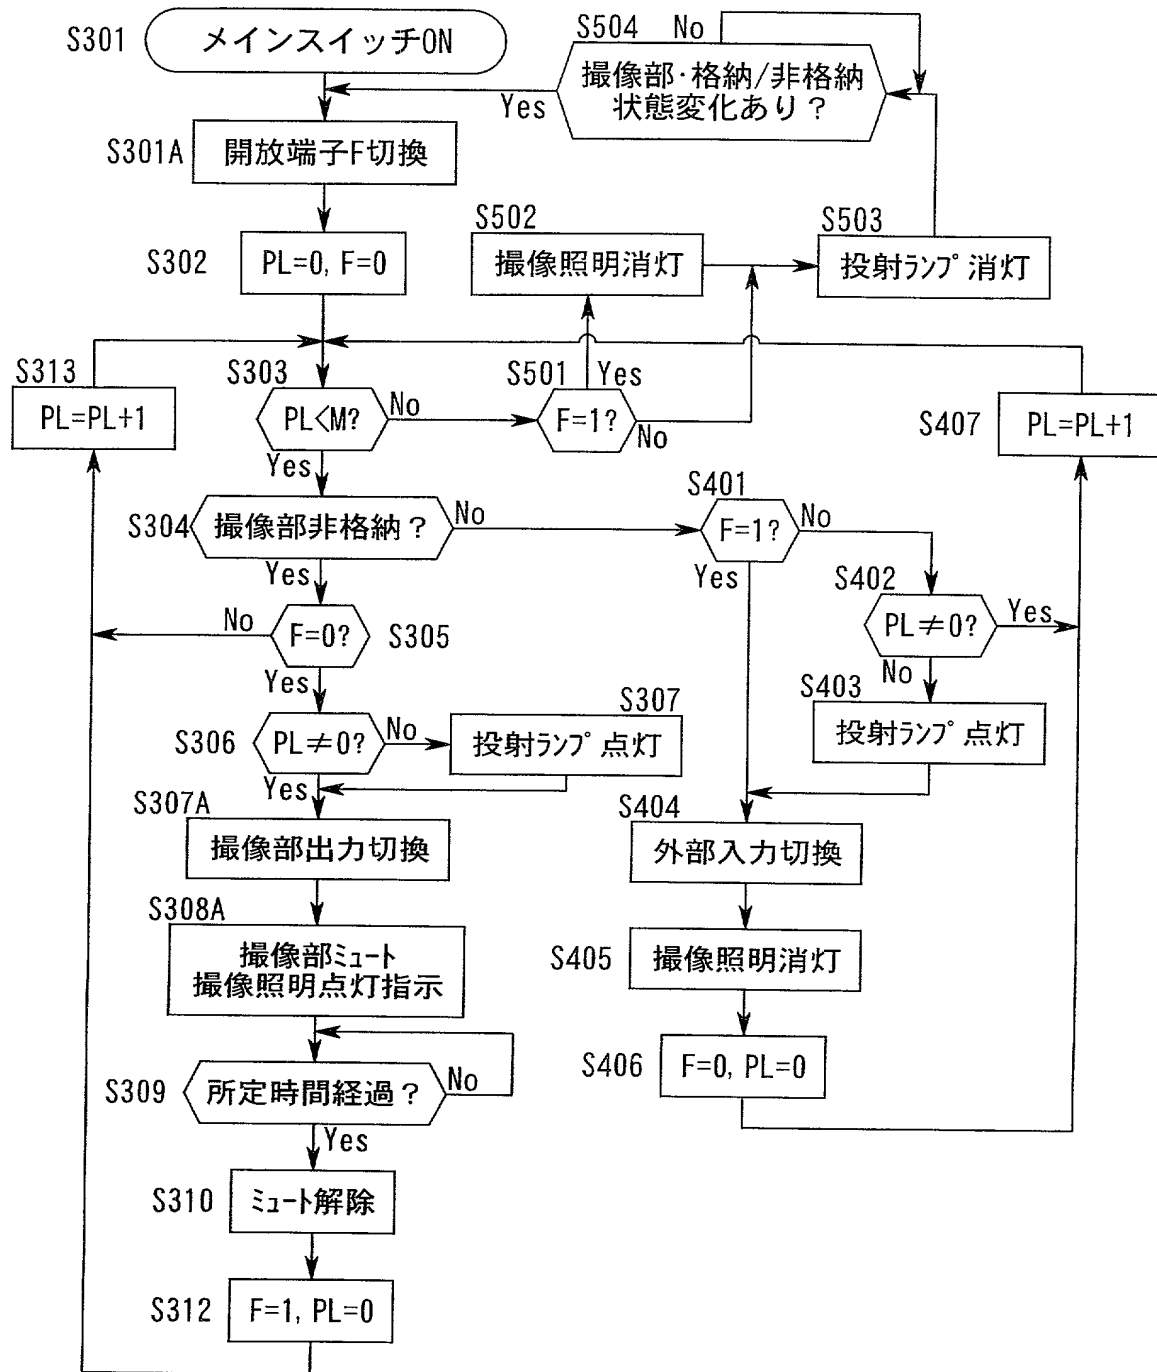 S301
メインスイッチON
S504
No
撮像部・格納/非格納
状態変化あり？
Yes
S301A
開放端子F切換
S302
PL=0, F=0
S502
撮像照明消灯
S503
投射ランプ消灯
S313
PL=PL+1
S303
PL<M?
No
Yes
S501
F=1?
Yes
No
S407
PL=PL+1
S304
撮像部非格納？
No
Yes
S401
F=1?
No
Yes
S402
PL≠0?
Yes
No
S305
F=0?
No
Yes
S403
投射ランプ点灯
S306
PL≠0?
No
Yes
S307
投射ランプ点灯
S307A
撮像部出力切換
S404
外部入力切換
S308A
撮像部ミュート
撮像照明点灯指示
S405
撮像照明消灯
S309
所定時間経過？
No
Yes
S406
F=0, PL=0
S310
ミュート解除
S312
F=1, PL=0